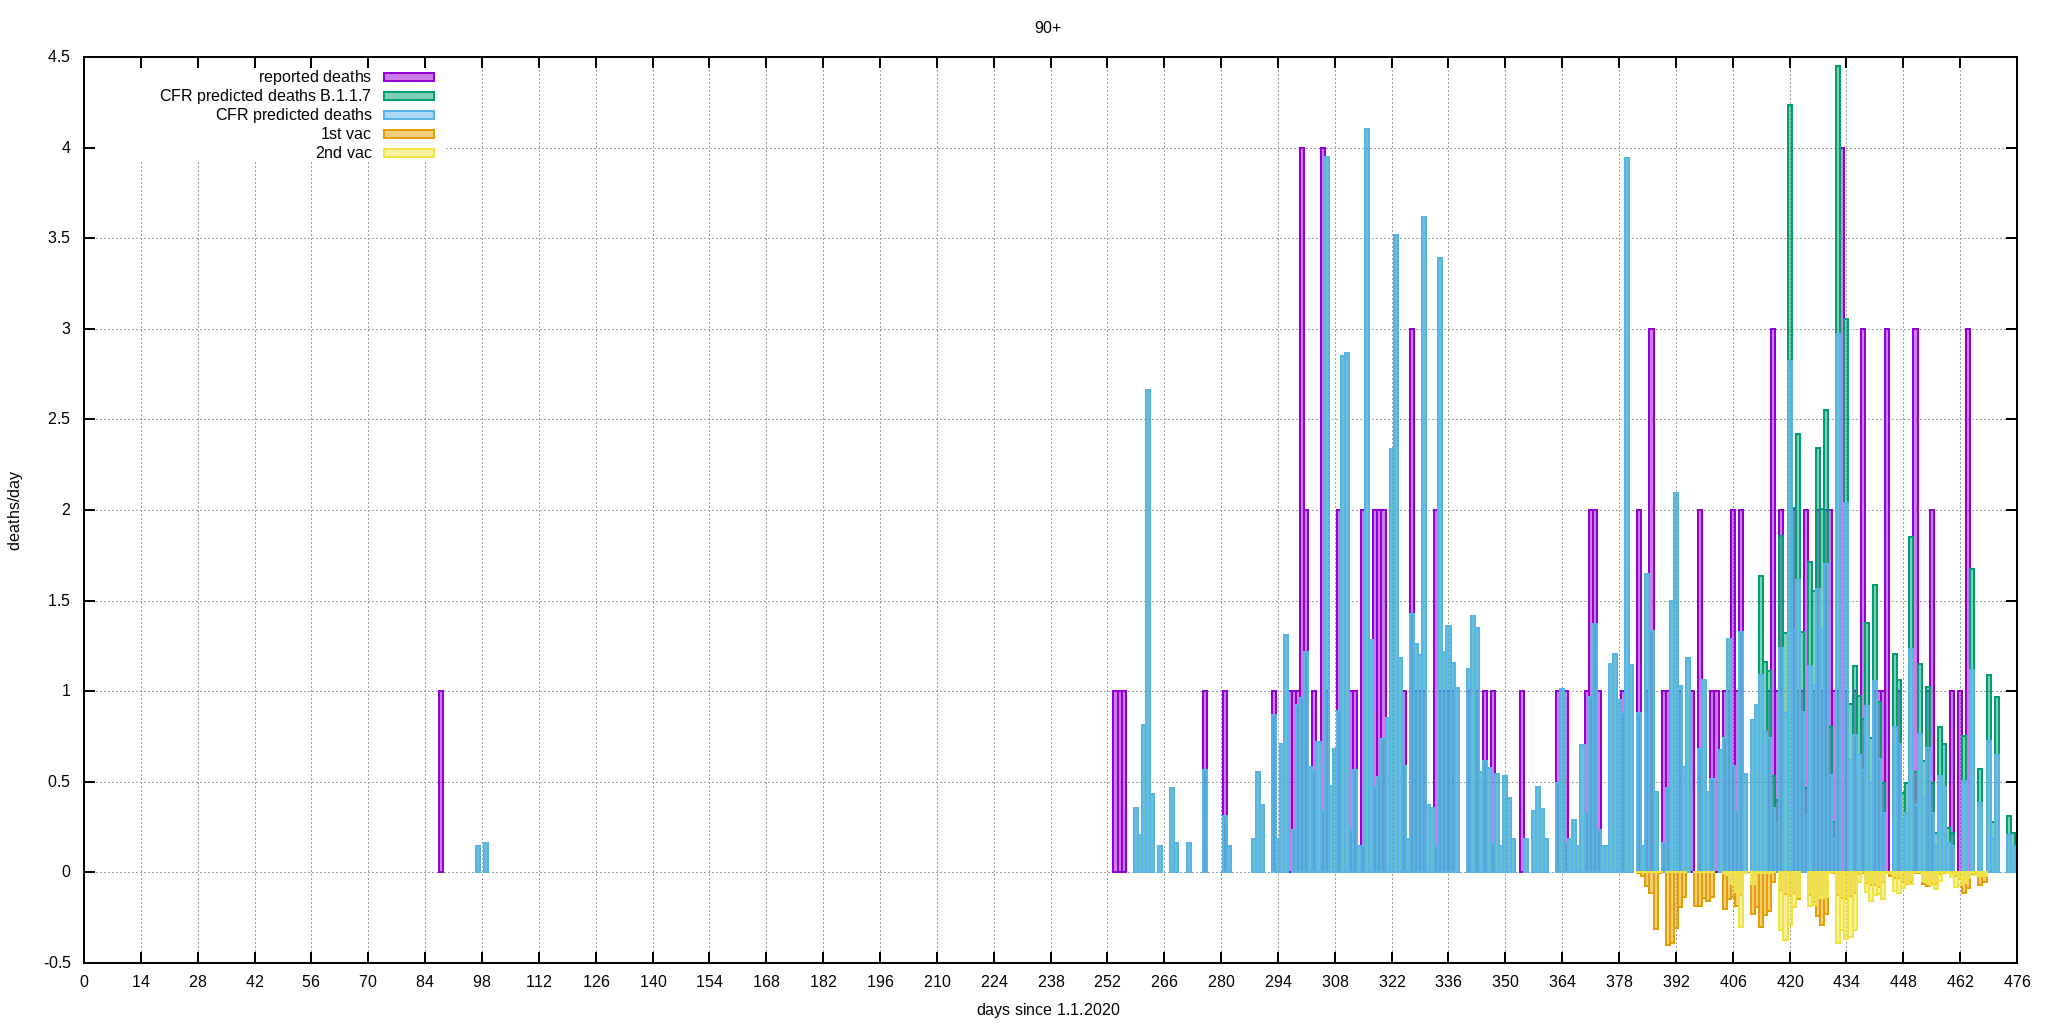 90+
4.5
4
3.5
3
2.5
2
1.5
1
0.5
0
-0.5
deaths/day
reported deaths
CFR predicted deaths B.1.1.7
CFR predicted deaths
1st vac
2nd vac
0 14 28 42 56 70 84 98 112 126 140 154 168 182 196 210 224 238 252 266 280 294 308 322 336 350 364 378 392 406 420 434 448 462 476
days since 1.1.2020